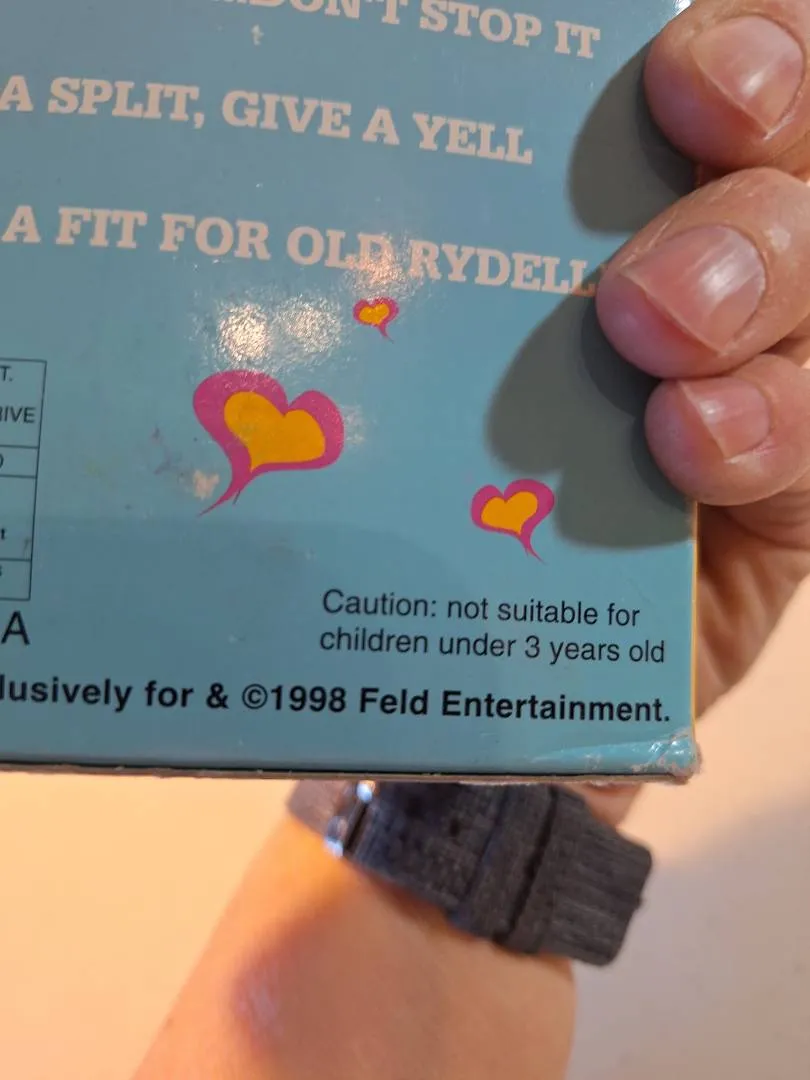 DON'T STOP IT
A SPLIT, GIVE A YELL
A FIT FOR OLD RYDELL
T.
)
t
A
Caution: not suitable for
children under 3 years old
lusively for & ©1998 Feld Entertainment.